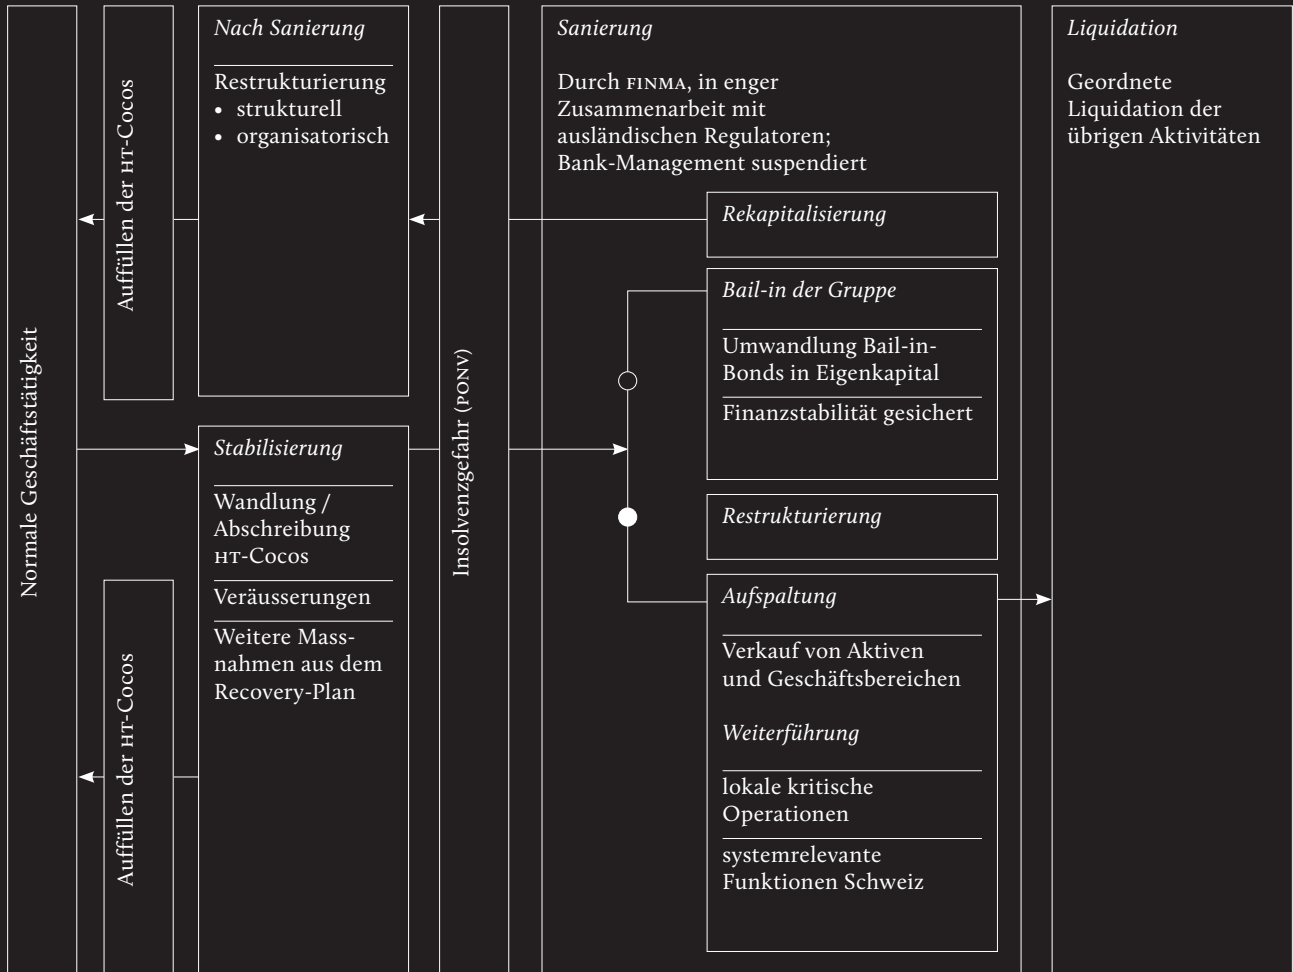 Normale Geschäftstätigkeit
Auffüllen der HT-Cocos
Nach Sanierung
Restrukturierung
• strukturell
• organisatorisch
Auffüllen der HT-Cocos
Stabilisierung
Wandlung /
Abschreibung
HT-Cocos
Veräusserungen
Weitere Mass-
nahmen aus dem
Recovery-Plan
Insolvenzgefahr (PONV)
Sanierung
Durch FINMA, in enger
Zusammenarbeit mit
ausländischen Regulatoren;
Bank-Management suspendiert
Rekapitalisierung
Bail-in der Gruppe
Umwandlung Bail-in-
Bonds in Eigenkapital
Finanzstabilität gesichert
Restrukturierung
Aufspaltung
Verkauf von Aktiven
und Geschäftsbereichen
Weiterführung
lokale kritische
Operationen
systemrelevante
Funktionen Schweiz
Liquidation
Geordnete
Liquidation der
übrigen Aktivitäten